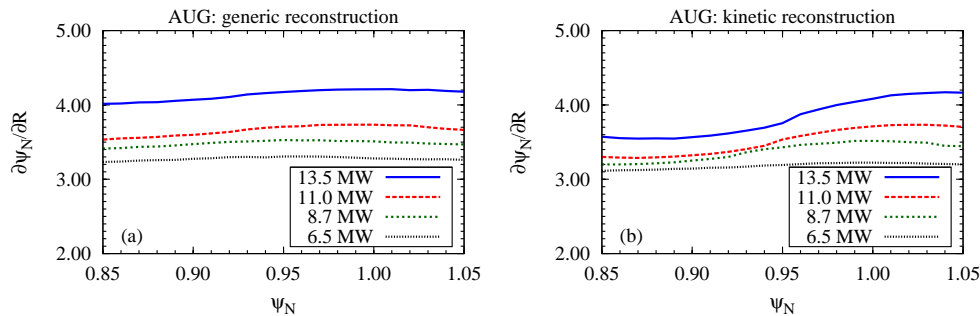 AUG: generic reconstruction
5.00
4.00
3.00
2.00
∂ψN/∂R
13.5 MW
11.0 MW
8.7 MW
6.5 MW
(a)
0.85 0.90 0.95 1.00 1.05
ψN
AUG: kinetic reconstruction
5.00
4.00
3.00
2.00
∂ψN/∂R
13.5 MW
11.0 MW
8.7 MW
6.5 MW
(b)
0.85 0.90 0.95 1.00 1.05
ψN